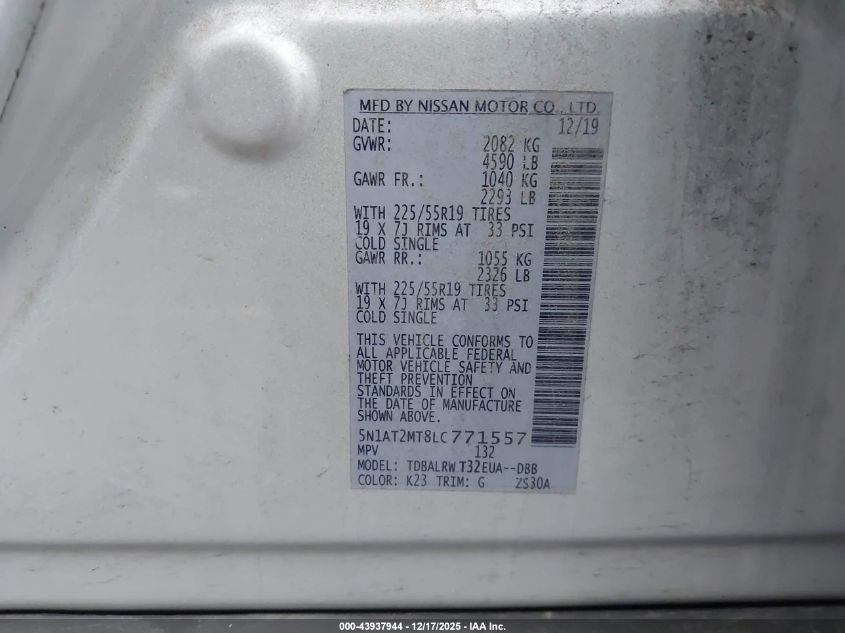 MFD BY NISSAN MOTOR CO., LTD.
DATE: 12/19
GVWR: 2082 KG
4590 LB
GAWR FR.: 1040 KG
2293 LB
WITH 225/55R19 TIRES
19 X 7J RIMS AT 33 PSI
COLD SINGLE
GAWR RR.: 1055 KG
2326 LB
WITH 225/55R19 TIRES
19 X 7J RIMS AT 33 PSI
COLD SINGLE
THIS VEHICLE CONFORMS TO
ALL APPLICABLE FEDERAL
MOTOR VEHICLE SAFETY AND
THEFT PREVENTION
STANDARDS IN EFFECT ON
THE DATE OF MANUFACTURE
SHOWN ABOVE.
5N1AT2MT8LC771557
MPV 132
MODEL: TDBALRW T32EUA--DBB
COLOR: K23 TRIM: G ZS30A
000-43937944 - 12/17/2025 - IAA Inc.